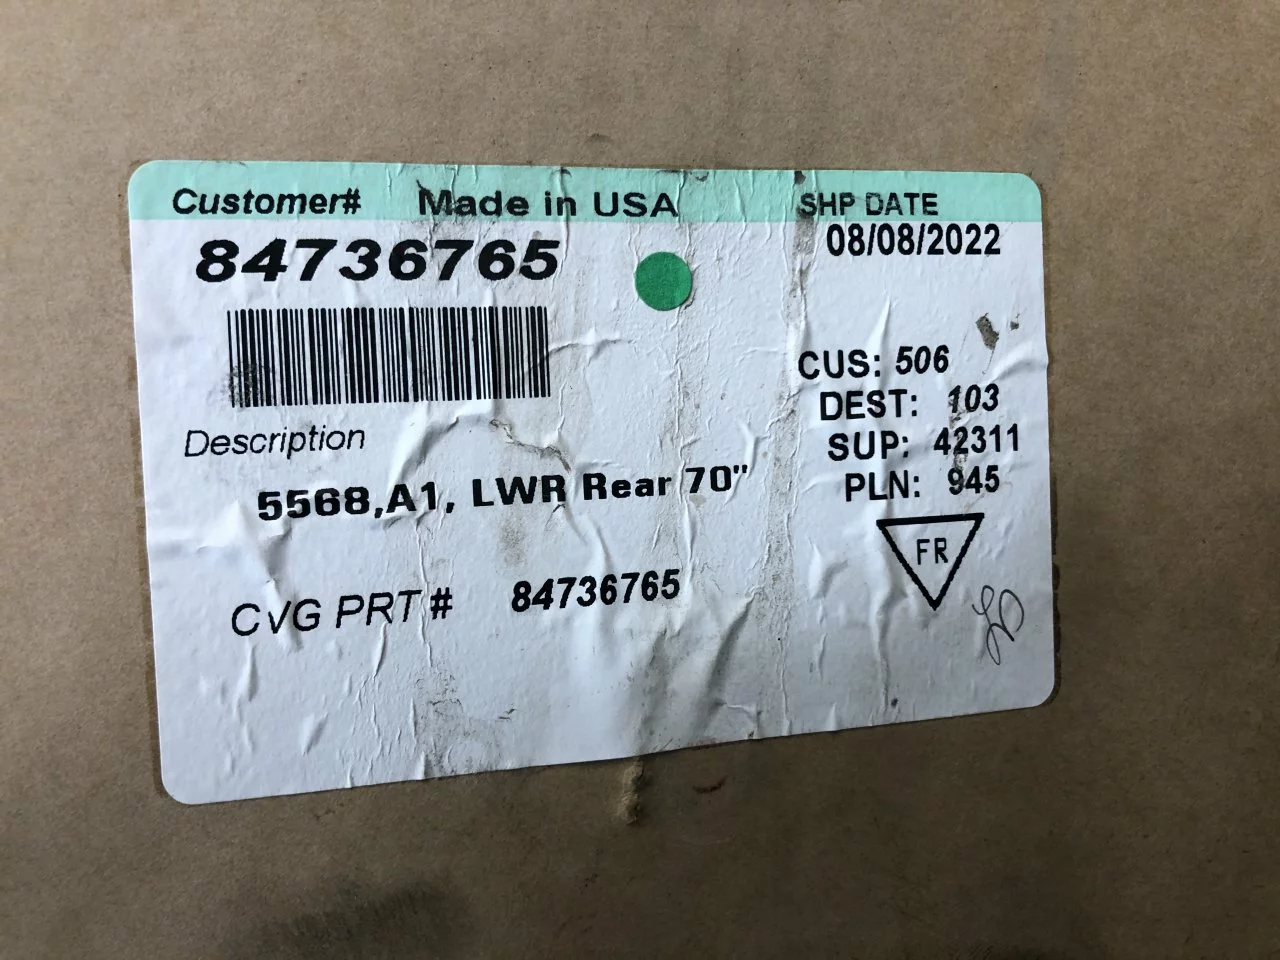 Customer# Made in USA SHP DATE
84736765 08/08/2022
CUS: 506
DEST: 103
SUP: 42311
PLN: 945
Description
5568,A1, LWR Rear 70"
FR
CVG PRT # 84736765